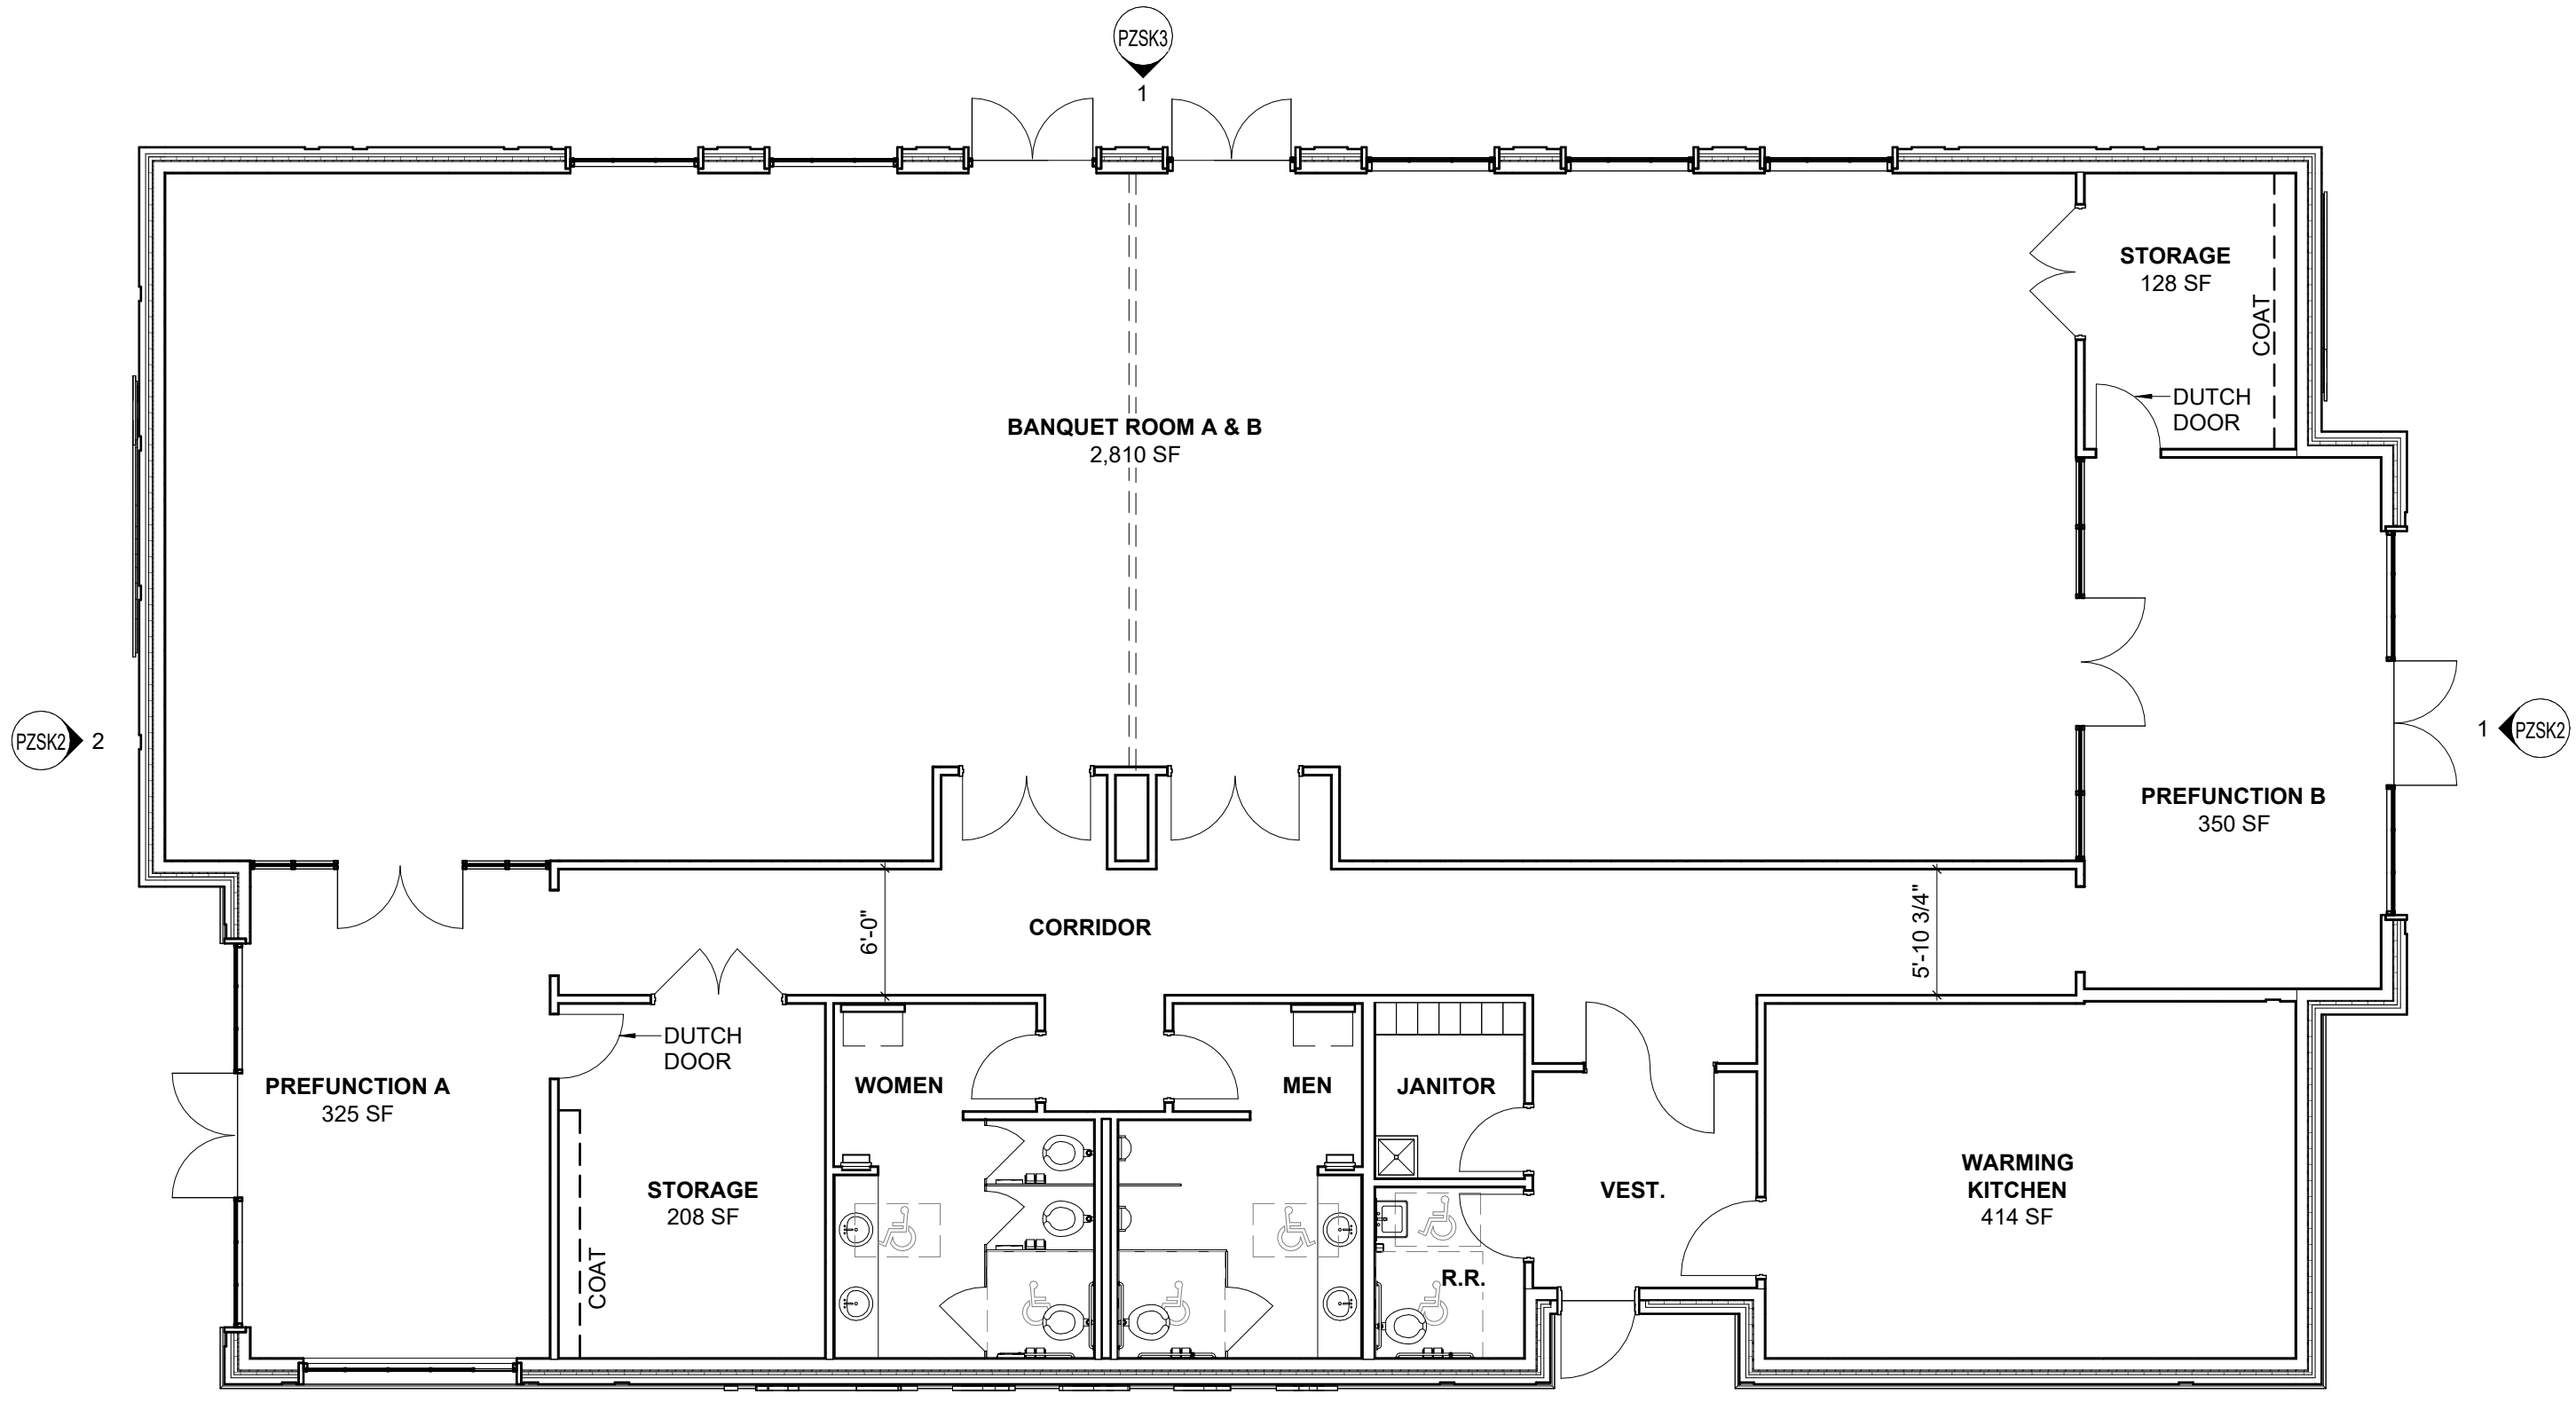 PZSK3
1
STORAGE
128 SF
COAT
DUTCH
DOOR
BANQUET ROOM A & B
2,810 SF
PZSK2
2
1
PZSK2
PREFUNCTION B
350 SF
6'-0"
CORRIDOR
5'-10 3/4"
DUTCH
DOOR
PREFUNCTION A
325 SF
WOMEN
MEN
JANITOR
STORAGE
208 SF
COAT
VEST.
WARMING
KITCHEN
414 SF
R.R.